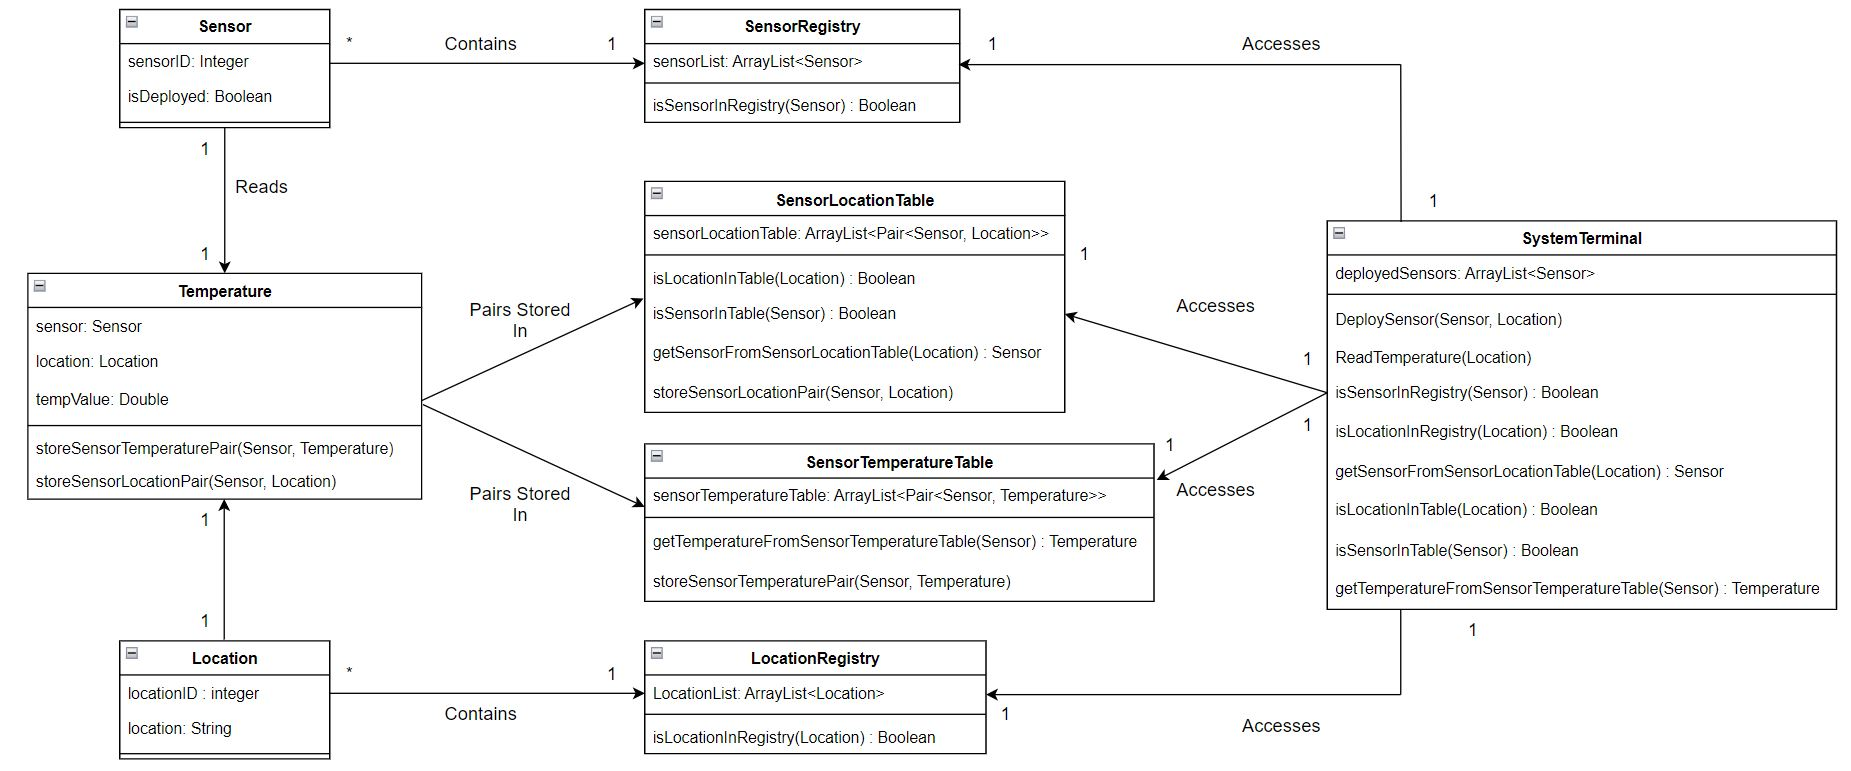 Sensor
sensorID: Integer
isDeployed: Boolean
*
Contains
1
SensorRegistry
sensorList: ArrayList<Sensor>
isSensorInRegistry(Sensor) : Boolean
1
Accesses
1
1
Reads
1
Temperature
sensor: Sensor
location: Location
tempValue: Double
storeSensorTemperaturePair(Sensor, Temperature)
storeSensorLocationPair(Sensor, Location)
Pairs Stored
In
Pairs Stored
In
SensorLocationTable
sensorLocationTable: ArrayList<Pair<Sensor, Location>>
isLocationInTable(Location) : Boolean
isSensorInTable(Sensor) : Boolean
getSensorFromSensorLocationTable(Location) : Sensor
storeSensorLocationPair(Sensor, Location)
1
Accesses
1
SensorTemperatureTable
sensorTemperatureTable: ArrayList<Pair<Sensor, Temperature>>
getTemperatureFromSensorTemperatureTable(Sensor) : Temperature
storeSensorTemperaturePair(Sensor, Temperature)
1
Accesses
1
SystemTerminal
deployedSensors: ArrayList<Sensor>
DeploySensor(Sensor, Location)
ReadTemperature(Location)
isSensorInRegistry(Sensor) : Boolean
isLocationInRegistry(Location) : Boolean
getSensorFromSensorLocationTable(Location) : Sensor
isLocationInTable(Location) : Boolean
isSensorInTable(Sensor) : Boolean
getTemperatureFromSensorTemperatureTable(Sensor) : Temperature
1
1
1
Location
locationID : integer
location: String
*
Contains
1
LocationRegistry
LocationList: ArrayList<Location>
isLocationInRegistry(Location) : Boolean
1
Accesses